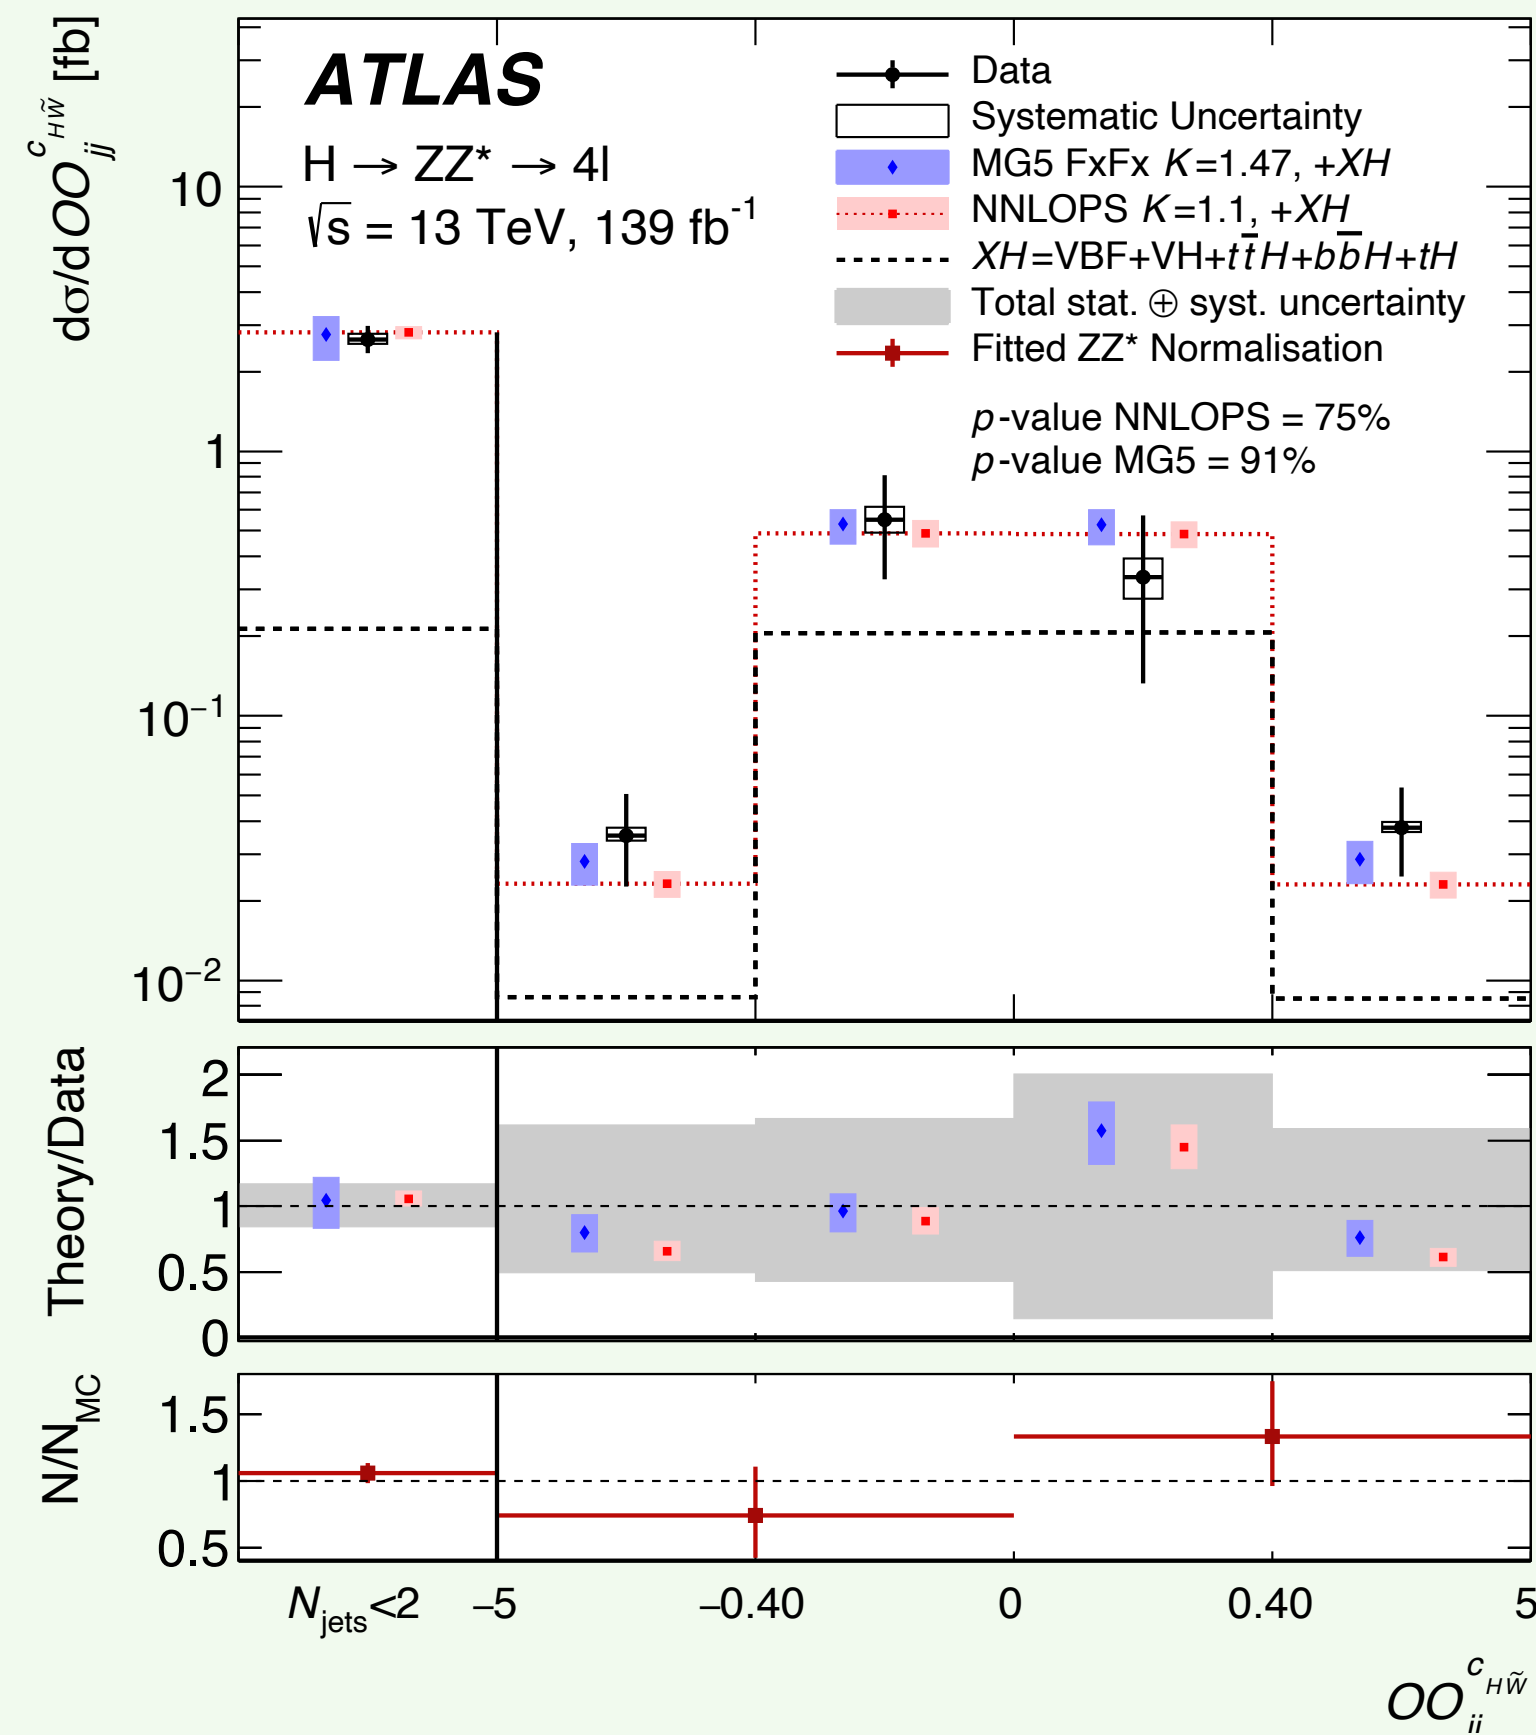 dσ/dOO_jj^c_HW̃ [fb]
ATLAS
H → ZZ* → 4l
√s = 13 TeV, 139 fb⁻¹
Data
Systematic Uncertainty
MG5 FxFx K=1.47, +XH
NNLOPS K=1.1, +XH
XH=VBF+VH+tt̅H+bb̅H+tH
Total stat. ⊕ syst. uncertainty
Fitted ZZ* Normalisation
p-value NNLOPS = 75%
p-value MG5 = 91%
10
1
10⁻¹
10⁻²
Theory/Data
2
1.5
1
0.5
0
N/N_MC
1.5
1
0.5
N_jets<2 −5 −0.40 0 0.40 5
OO_jj^c_HW̃